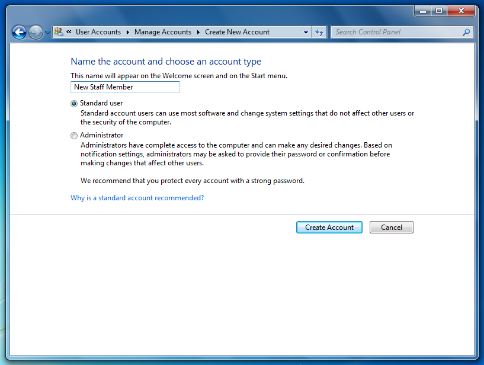 « User Accounts ▸ Manage Accounts ▸ Create New Account
Search Control Panel
Name the account and choose an account type
This name will appear on the Welcome screen and on the Start menu.
New Staff Member
Standard user
Standard account users can use most software and change system settings that do not affect other users or
the security of the computer.
Administrator
Administrators have complete access to the computer and can make any desired changes. Based on
notification settings, administrators may be asked to provide their password or confirmation before
making changes that affect other users.
We recommend that you protect every account with a strong password.
Why is a standard account recommended?
Create Account
Cancel